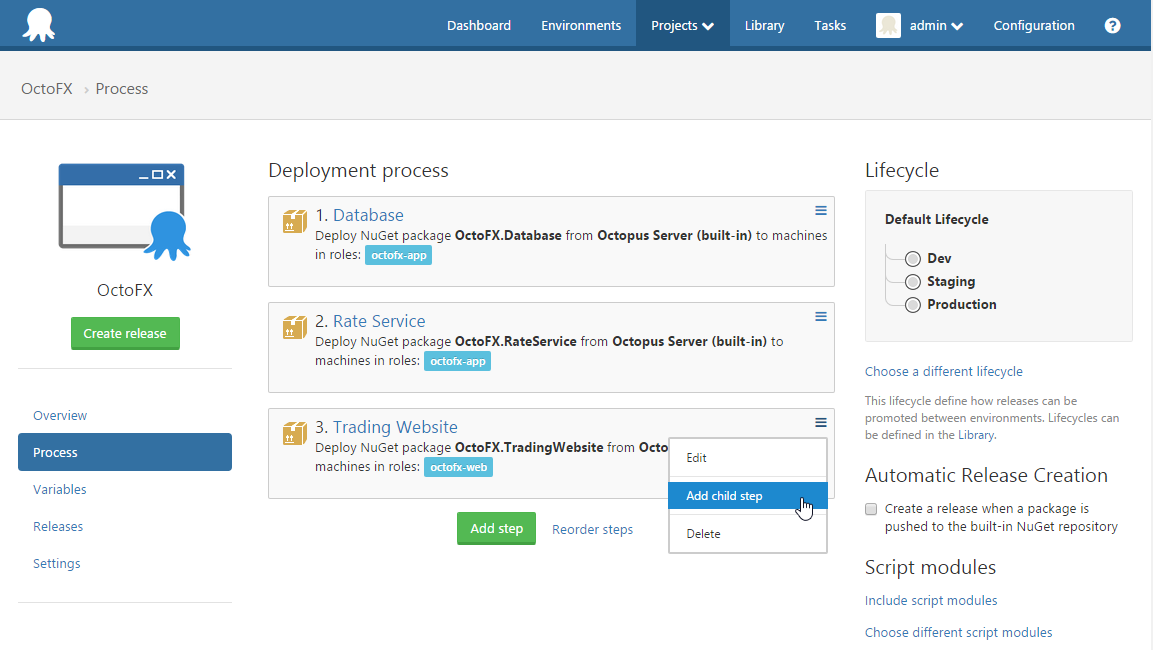 Dashboard Environments Projects Library Tasks admin Configuration ?
OctoFX › Process
OctoFX
Create release
Overview
Process
Variables
Releases
Settings
Deployment process
1. Database
Deploy NuGet package OctoFX.Database from Octopus Server (built-in) to machines
in roles: octofx-app
2. Rate Service
Deploy NuGet package OctoFX.RateService from Octopus Server (built-in) to
machines in roles: octofx-app
3. Trading Website
Deploy NuGet package OctoFX.TradingWebsite from Octo
machines in roles: octofx-web
Edit
Add child step
Delete
Add step Reorder steps
Lifecycle
Default Lifecycle
Dev
Staging
Production
Choose a different lifecycle
This lifecycle define how releases can be
promoted between environments. Lifecycles can
be defined in the Library.
Automatic Release Creation
Create a release when a package is
pushed to the built-in NuGet repository
Script modules
Include script modules
Choose different script modules